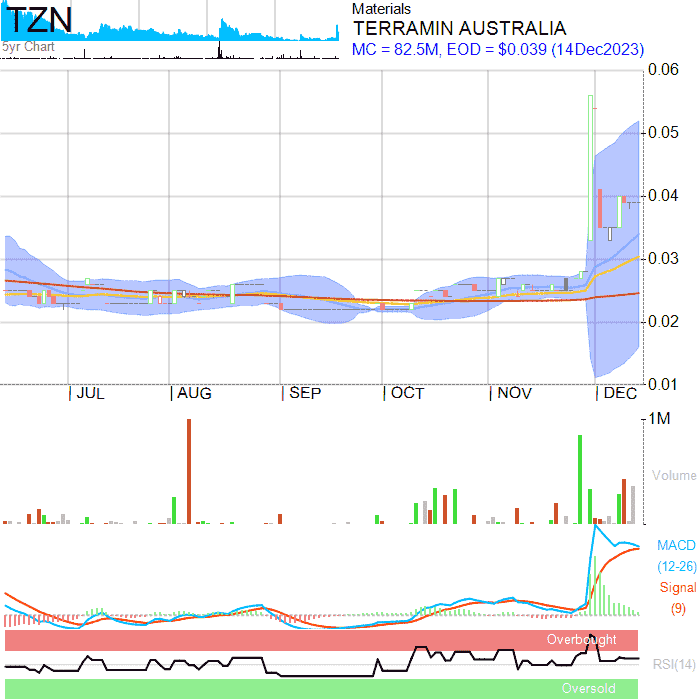 TZN
5yr Chart
Materials
TERRAMIN AUSTRALIA
MC = 82.5M, EOD = $0.039 (14Dec2023)
0.06
0.05
0.04
0.03
0.02
0.01
JUL AUG SEP OCT NOV DEC
1M
Volume
MACD
(12-26)
Signal
(9)
Overbought
RSI(14)
Oversold